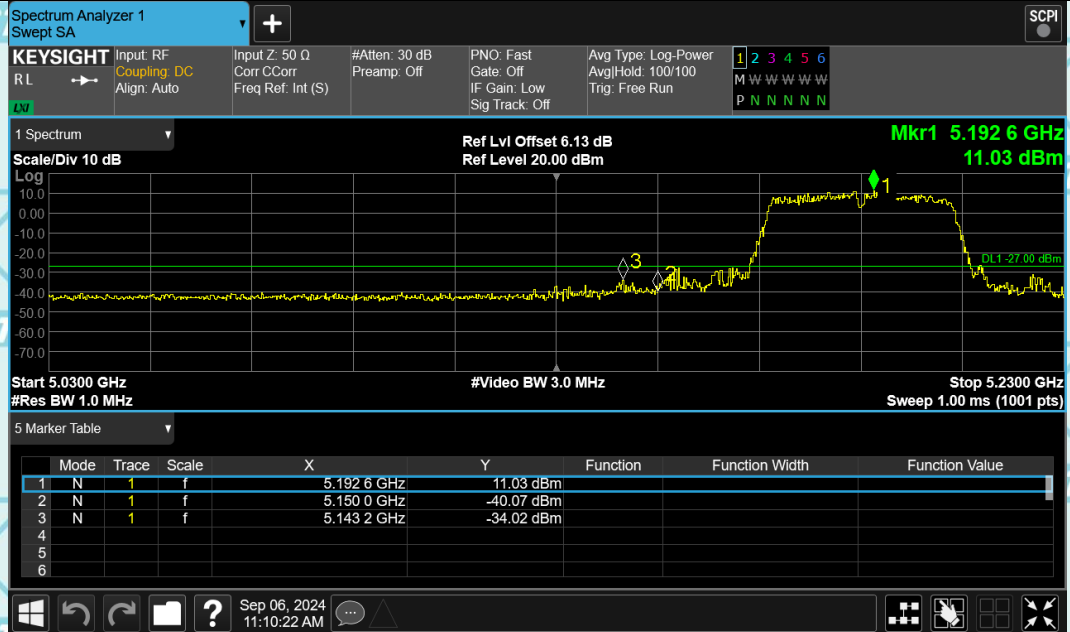 Spectrum Analyzer 1
Swept SA
+
SCPI
KEYSIGHT
RL
LXI
Input: RF
Coupling: DC
Align: Auto
Input Z: 50 Ω
Corr CCorr
Freq Ref: Int (S)
#Atten: 30 dB
Preamp: Off
PNO: Fast
Gate: Off
IF Gain: Low
Sig Track: Off
Avg Type: Log-Power
Avg|Hold: 100/100
Trig: Free Run
1 2 3 4 5 6
M W W W W W
P N N N N N
1 Spectrum
Scale/Div 10 dB
Ref Lvl Offset 6.13 dB
Ref Level 20.00 dBm
Mkr1 5.192 6 GHz
11.03 dBm
Log
10.0
0.00
-10.0
-20.0
-30.0
-40.0
-50.0
-60.0
-70.0
1
3
2
DL1 -27.00 dBm
Start 5.0300 GHz
#Video BW 3.0 MHz
Stop 5.2300 GHz
#Res BW 1.0 MHz
Sweep 1.00 ms (1001 pts)
5 Marker Table
Mode Trace Scale X Y Function Function Width Function Value
1 N 1 f 5.192 6 GHz 11.03 dBm
2 N 1 f 5.150 0 GHz -40.07 dBm
3 N 1 f 5.143 2 GHz -34.02 dBm
4
5
6
?
Sep 06, 2024
11:10:22 AM